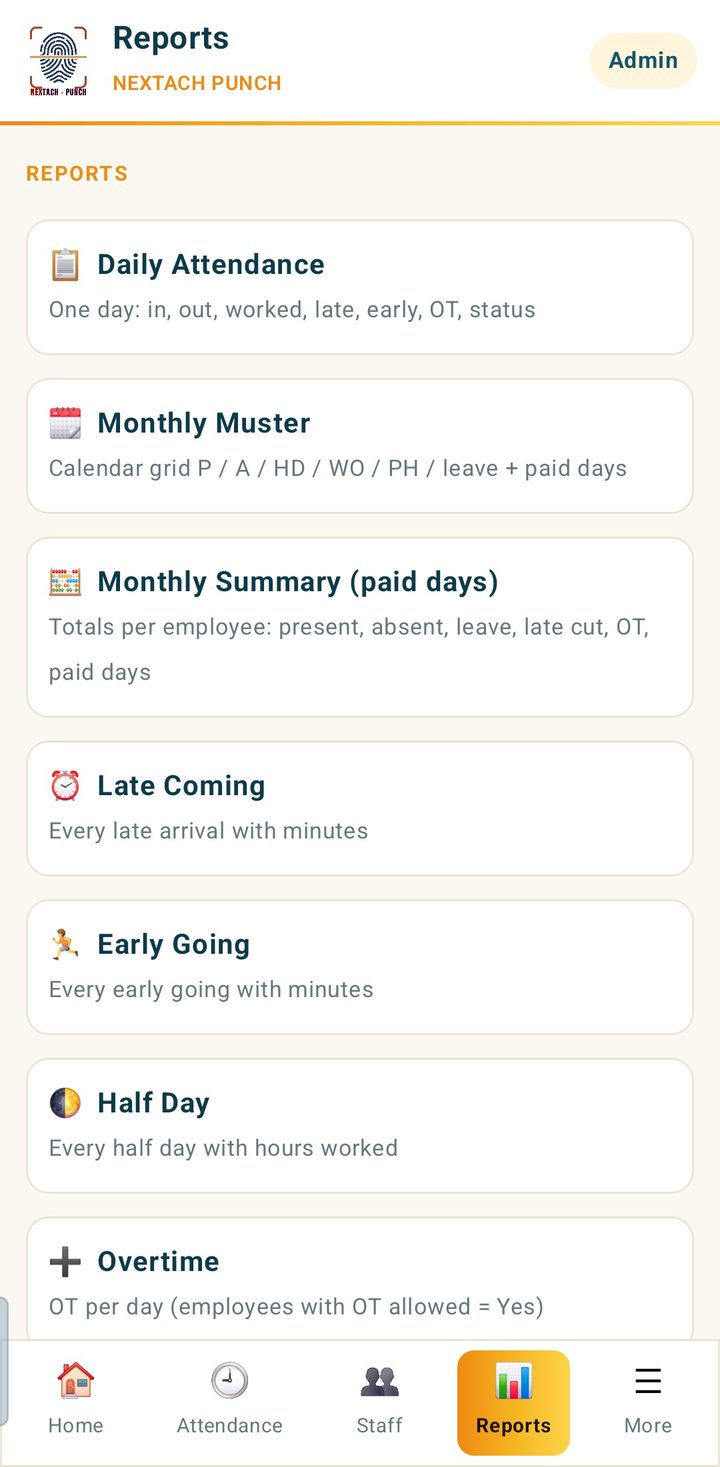 Reports
NEXTACH PUNCH
NEXTACH - PUNCH
Admin
REPORTS
Daily Attendance
One day: in, out, worked, late, early, OT, status
Monthly Muster
Calendar grid P / A / HD / WO / PH / leave + paid days
Monthly Summary (paid days)
Totals per employee: present, absent, leave, late cut, OT,
paid days
Late Coming
Every late arrival with minutes
Early Going
Every early going with minutes
Half Day
Every half day with hours worked
Overtime
OT per day (employees with OT allowed = Yes)
Home
Attendance
Staff
Reports
More